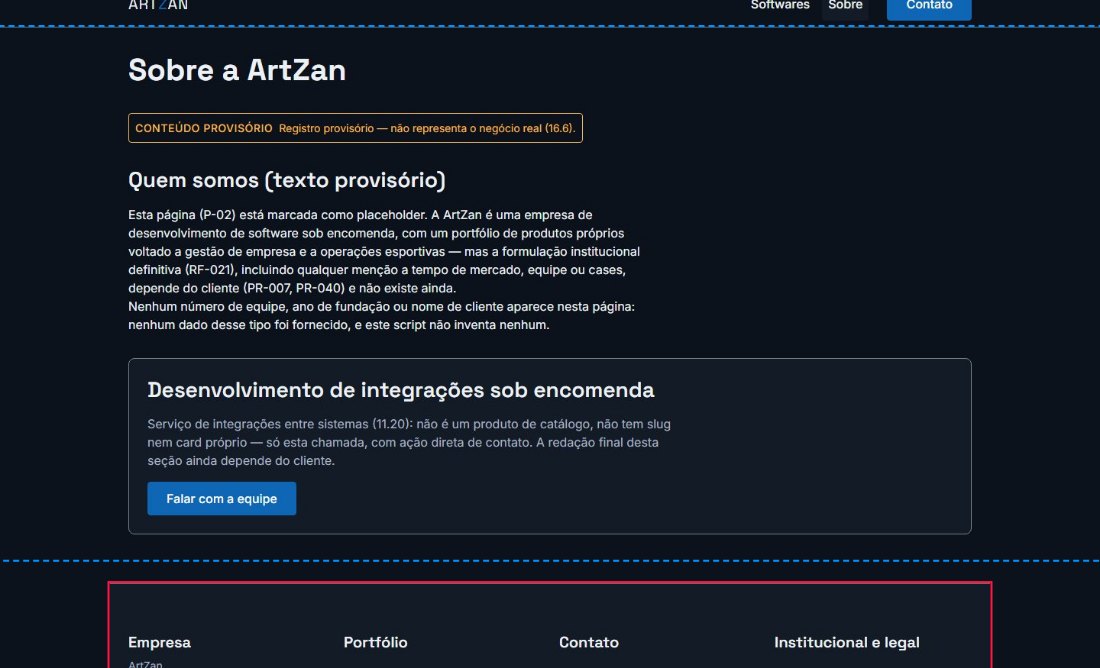 ARTZAN
Softwares Sobre Contato
Sobre a ArtZan
CONTEÚDO PROVISÓRIO Registro provisório — não representa o negócio real (16.6).
Quem somos (texto provisório)
Esta página (P-02) está marcada como placeholder. A ArtZan é uma empresa de
desenvolvimento de software sob encomenda, com um portfólio de produtos próprios
voltado a gestão de empresa e a operações esportivas — mas a formulação institucional
definitiva (RF-021), incluindo qualquer menção a tempo de mercado, equipe ou cases,
depende do cliente (PR-007, PR-040) e não existe ainda.
Nenhum número de equipe, ano de fundação ou nome de cliente aparece nesta página:
nenhum dado desse tipo foi fornecido, e este script não inventa nenhum.
Desenvolvimento de integrações sob encomenda
Serviço de integrações entre sistemas (11.20): não é um produto de catálogo, não tem slug
nem card próprio — só esta chamada, com ação direta de contato. A redação final desta
seção ainda depende do cliente.
Falar com a equipe
Empresa Portfólio Contato Institucional e legal
ArtZan